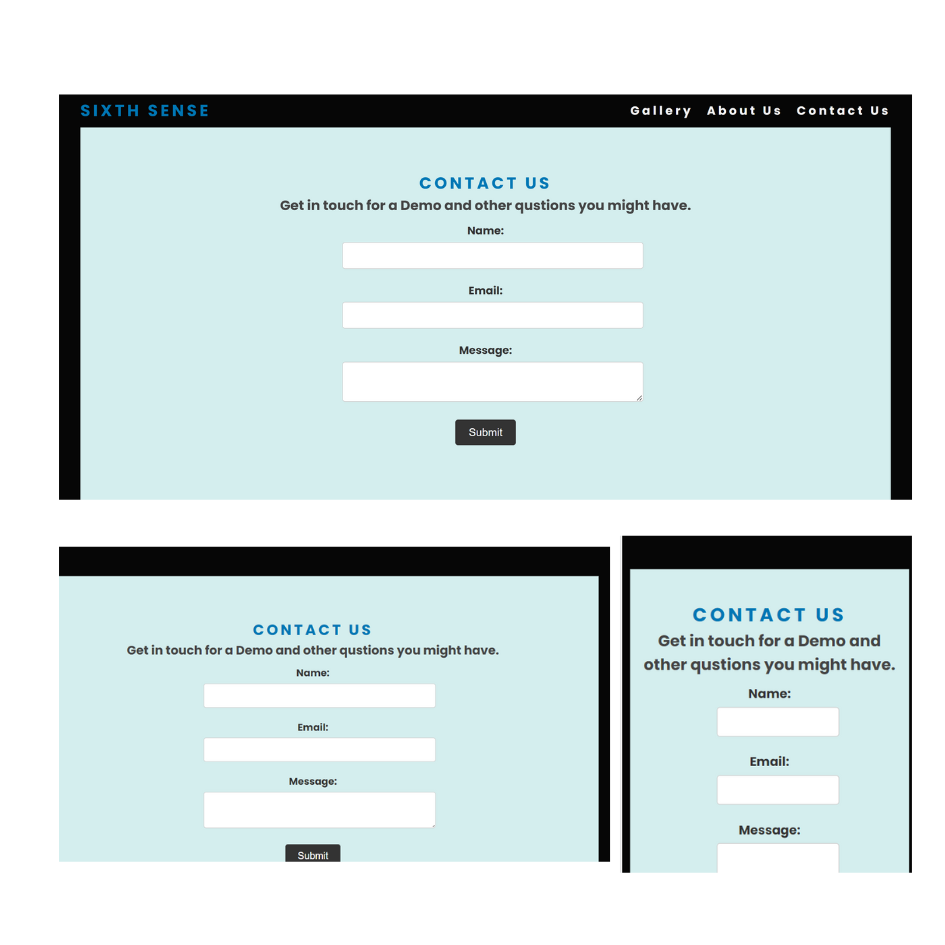 SIXTH SENSE
Gallery About Us Contact Us
CONTACT US
Get in touch for a Demo and other qustions you might have.
Name:
Email:
Message:
Submit
CONTACT US
Get in touch for a Demo and other qustions you might have.
Name:
Email:
Message:
Submit
CONTACT US
Get in touch for a Demo and
other qustions you might have.
Name:
Email:
Message: